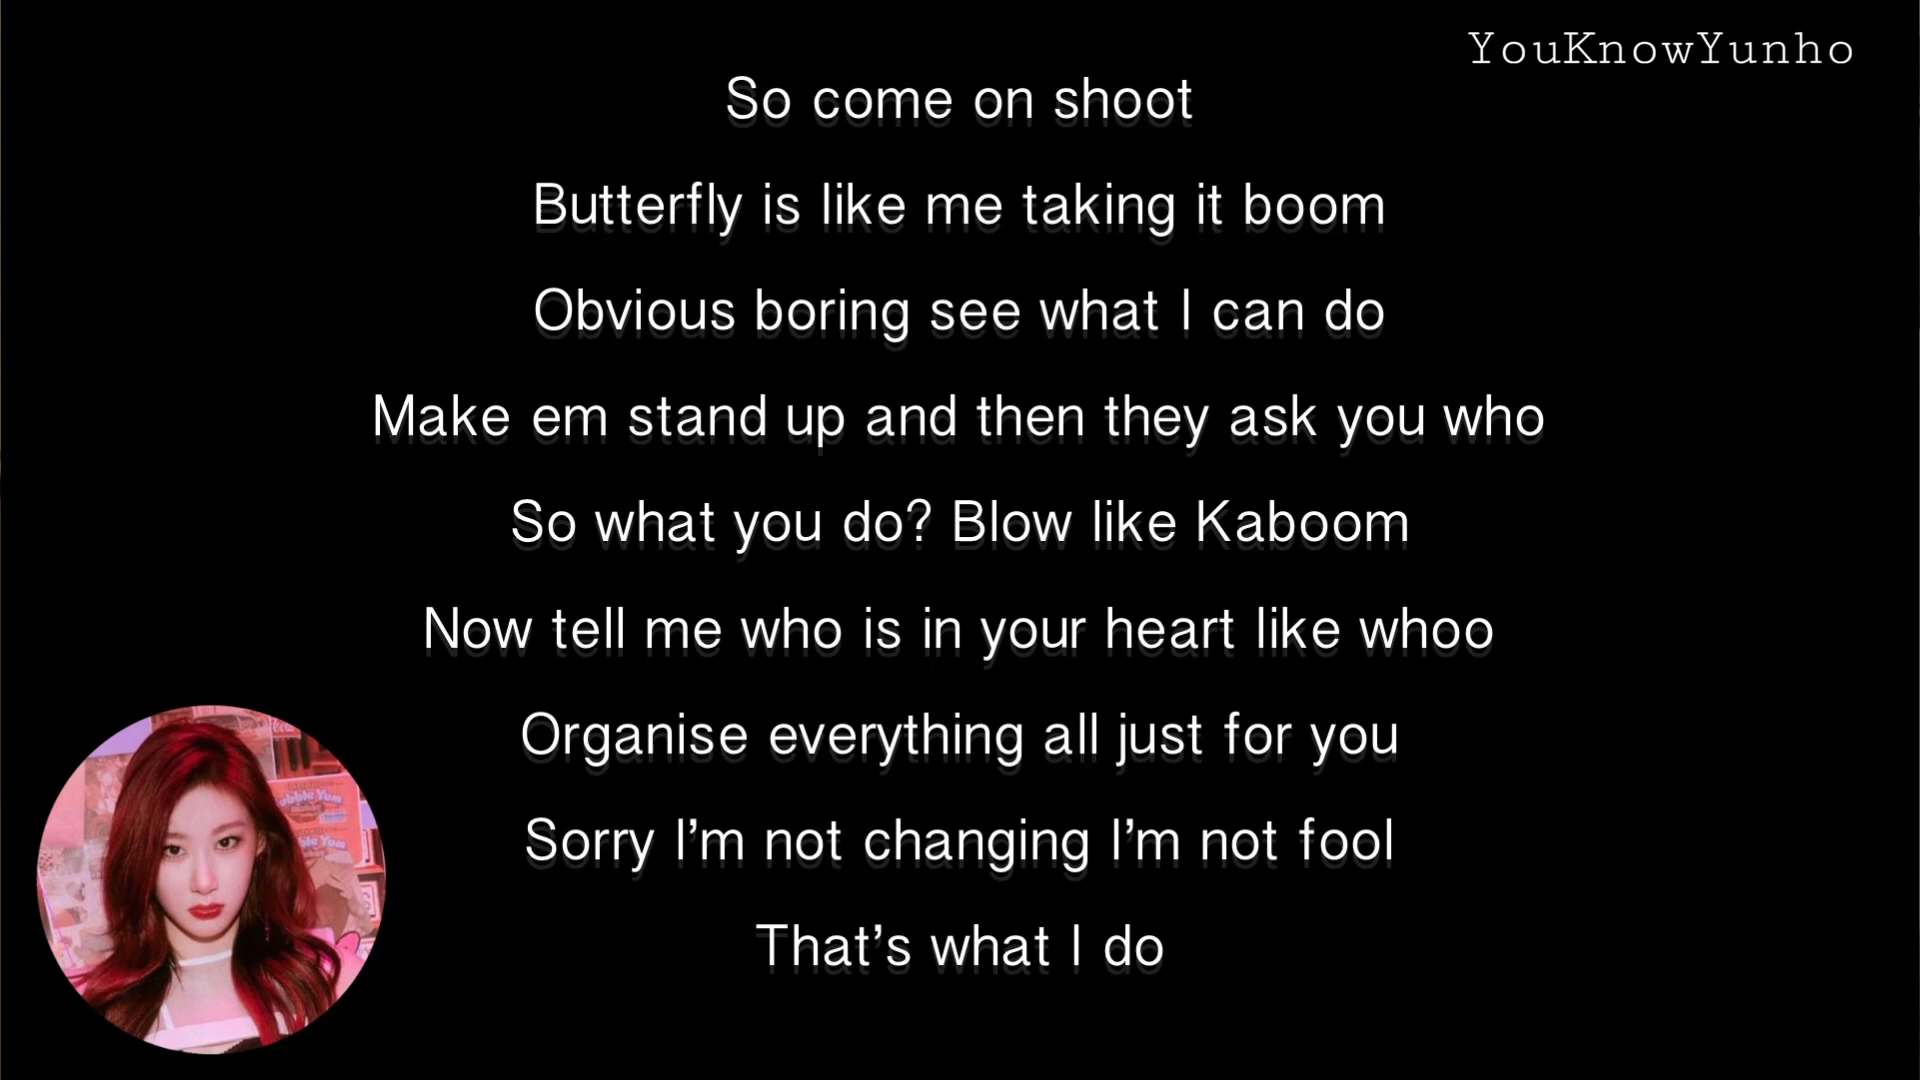 YouKnowYunho
So come on shoot
Butterfly is like me taking it boom
Obvious boring see what I can do
Make em stand up and then they ask you who
So what you do? Blow like Kaboom
Now tell me who is in your heart like whoo
Organise everything all just for you
Sorry I’m not changing I’m not fool
That’s what I do
Bubble Yum